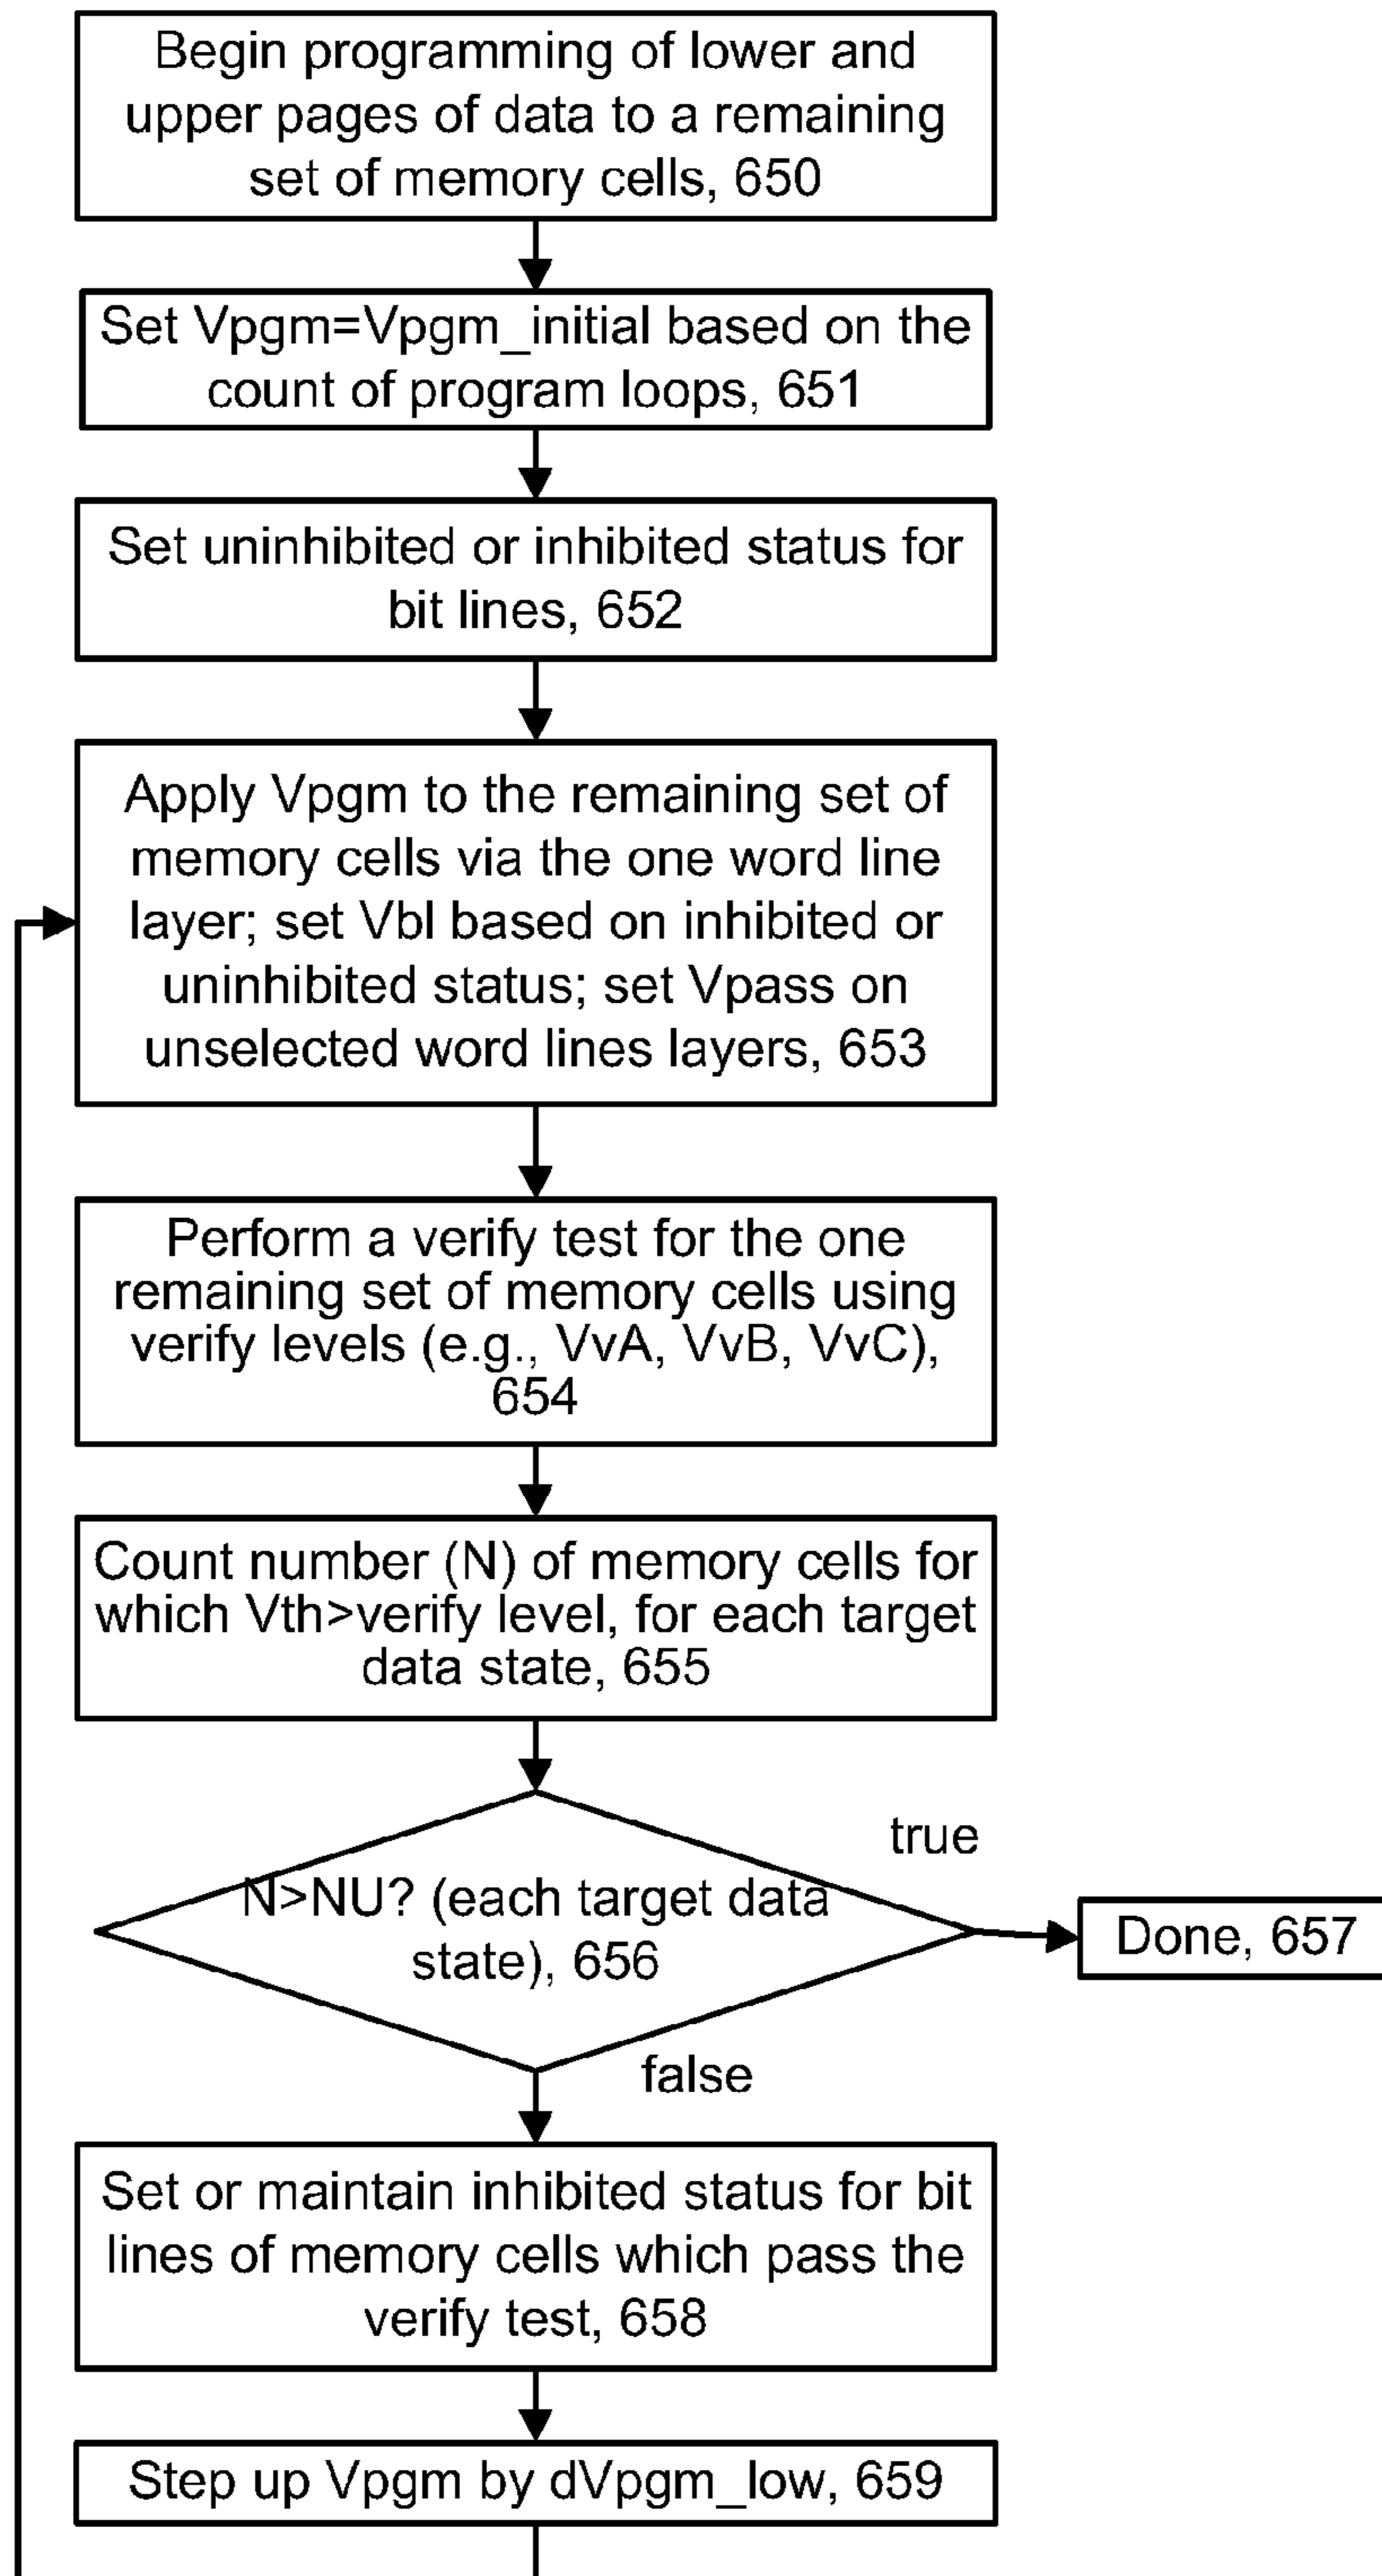 Begin programming of lower and
upper pages of data to a remaining
set of memory cells, 650
Set Vpgm=Vpgm_initial based on the
count of program loops, 651
Set uninhibited or inhibited status for
bit lines, 652
Apply Vpgm to the remaining set of
memory cells via the one word line
layer; set Vbl based on inhibited or
uninhibited status; set Vpass on
unselected word lines layers, 653
Perform a verify test for the one
remaining set of memory cells using
verify levels (e.g., VvA, VvB, VvC),
654
Count number (N) of memory cells for
which Vth>verify level, for each target
data state, 655
true
N>NU? (each target data
state), 656
Done, 657
false
Set or maintain inhibited status for bit
lines of memory cells which pass the
verify test, 658
Step up Vpgm by dVpgm_low, 659